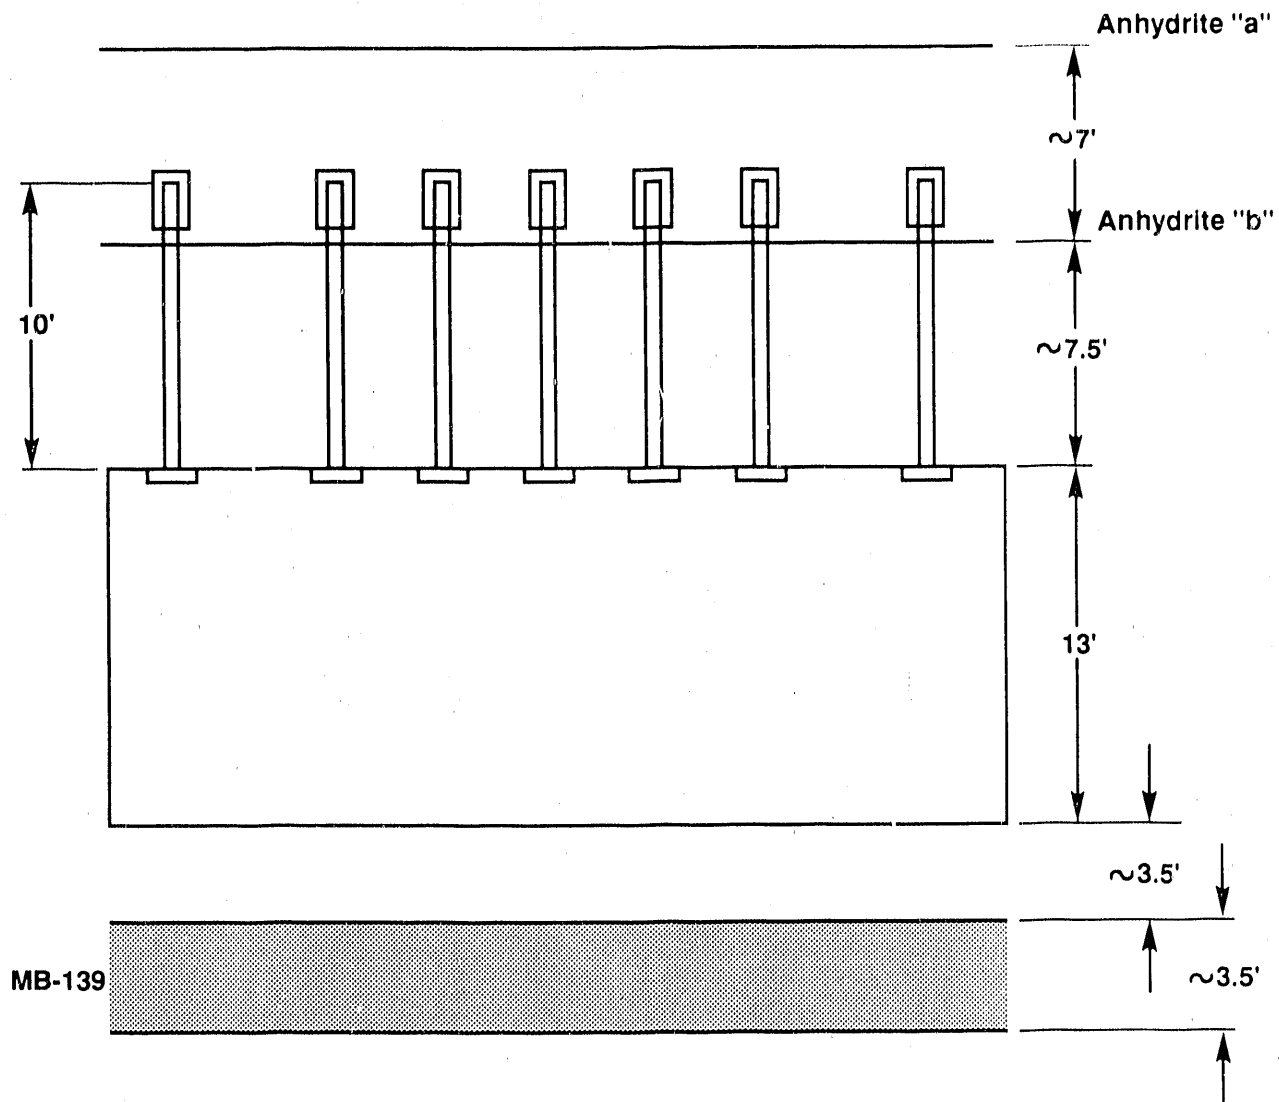 Anhydrite "a"
~7'
Anhydrite "b"
10'
~7.5'
13'
~3.5'
MB-139
~3.5'